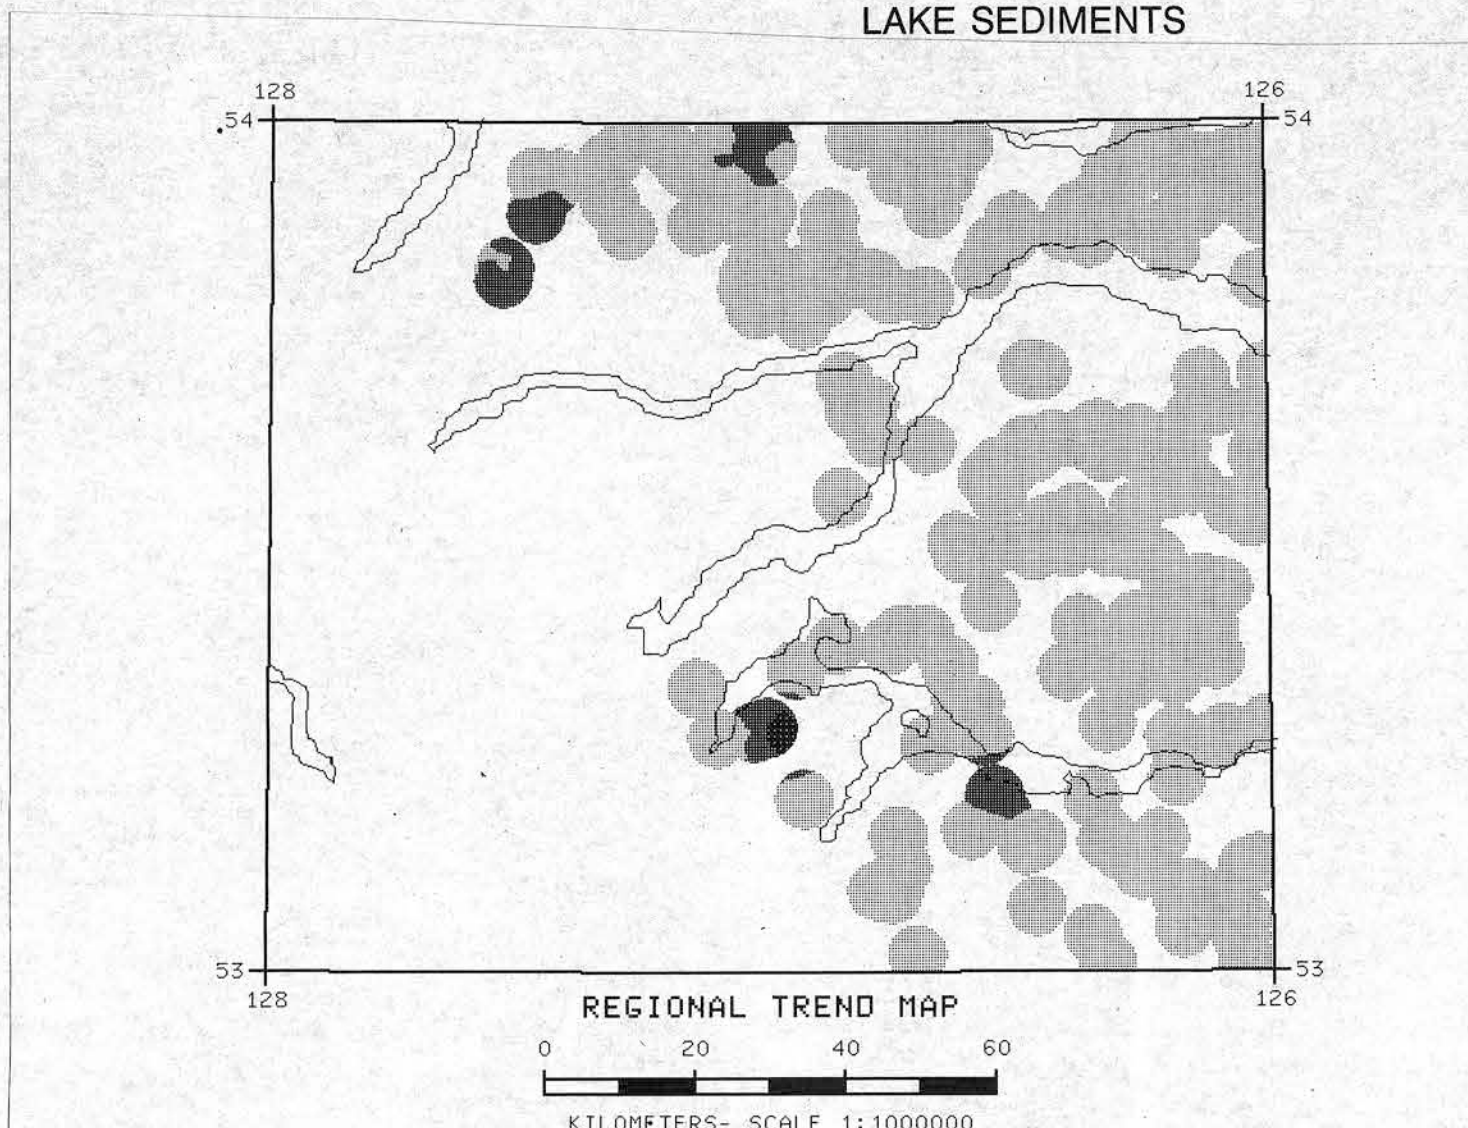 LAKE SEDIMENTS
128 126
54 54
53 53
128 126
REGIONAL TREND MAP
0 20 40 60
KILOMETERS- SCALE 1:1000000